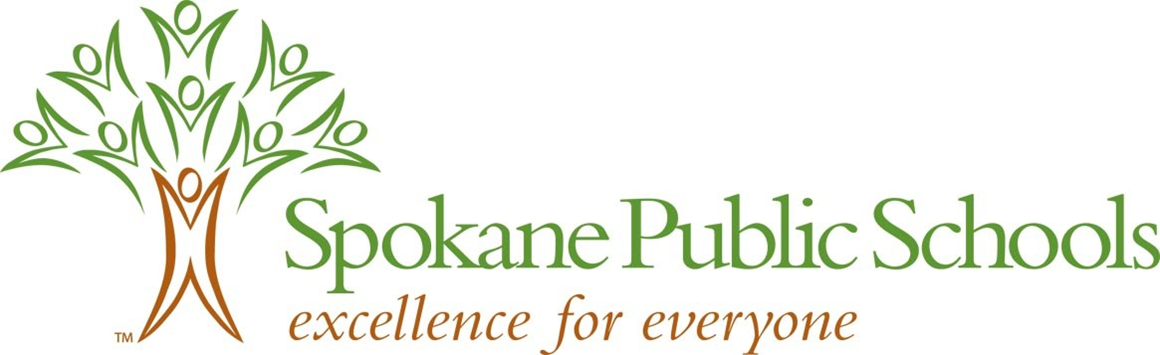 Spokane Public Schools
excellence for everyone
TM